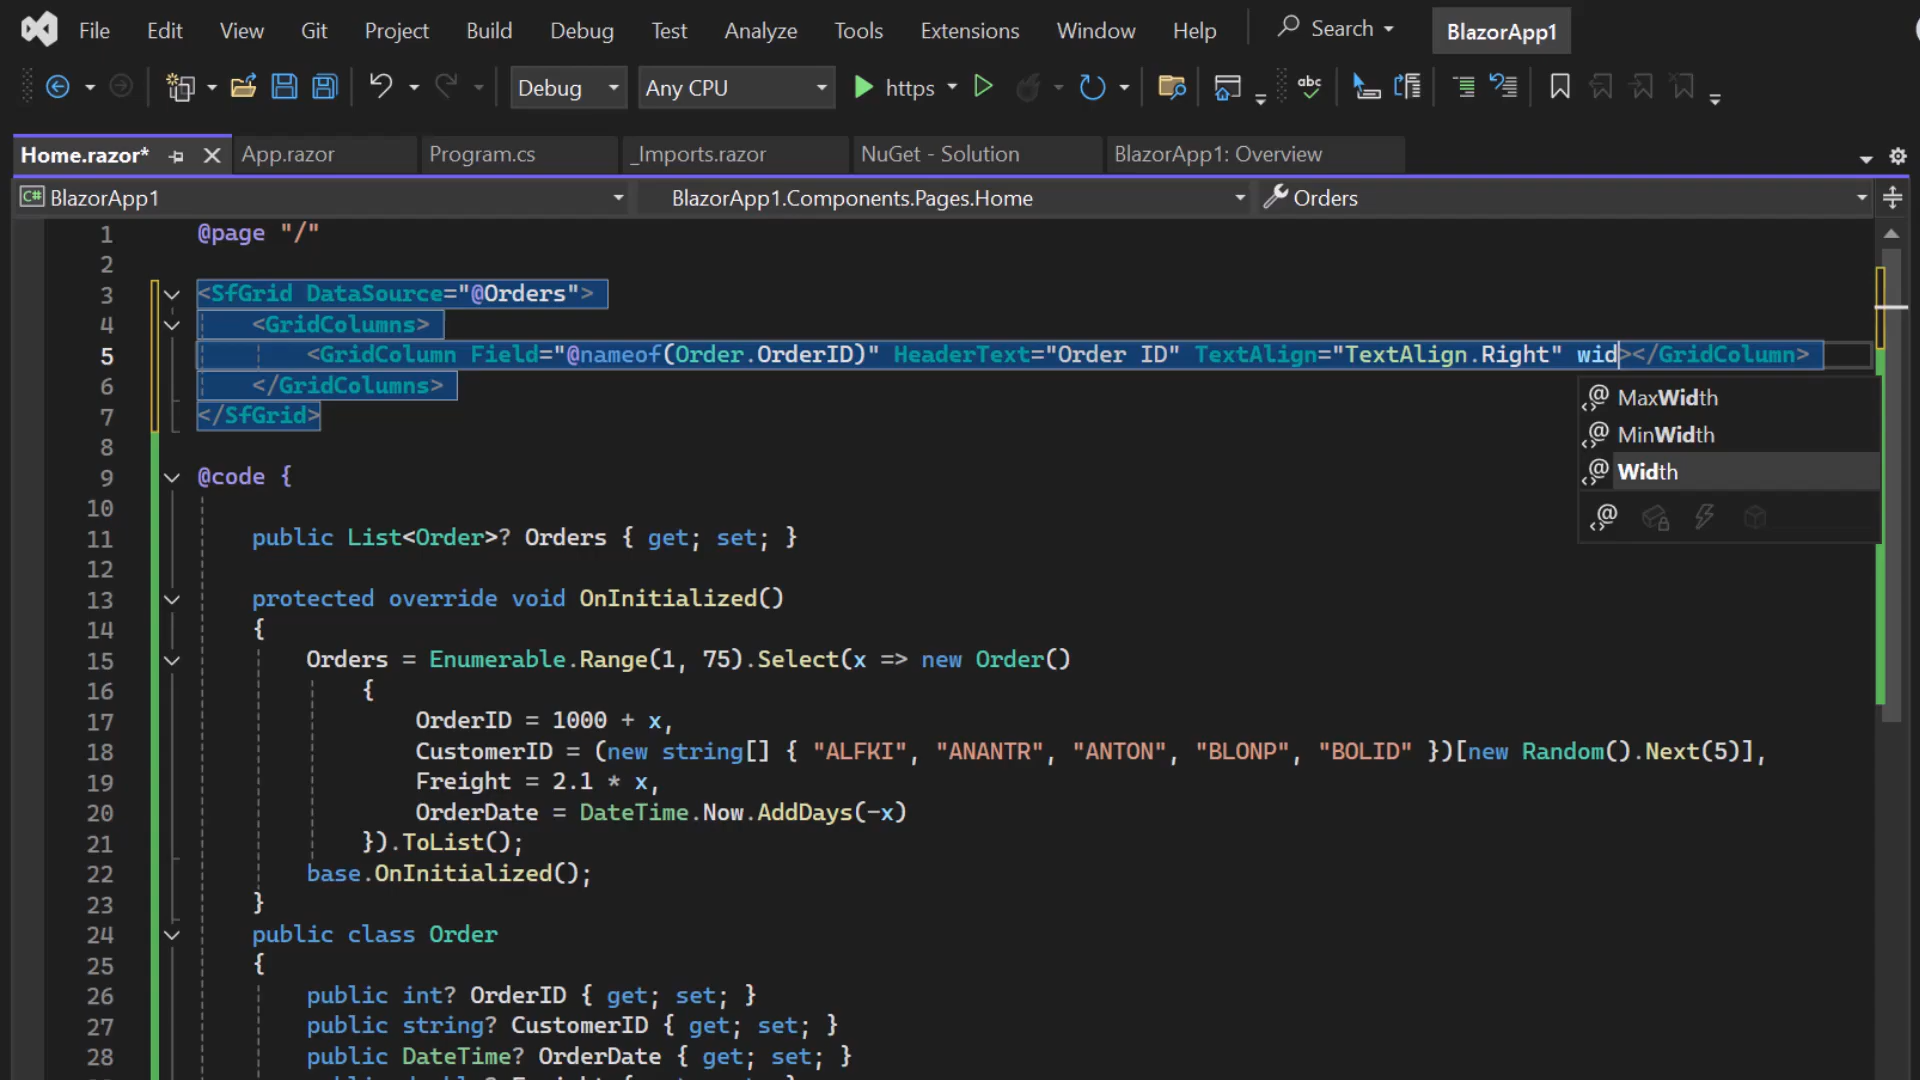 File Edit View Git Project Build Debug Test Analyze Tools Extensions Window Help Search BlazorApp1
Debug Any CPU https abc
Home.razor* App.razor Program.cs _Imports.razor NuGet - Solution BlazorApp1: Overview
C# BlazorApp1 BlazorApp1.Components.Pages.Home Orders
1 @page "/"
2
3 <SfGrid DataSource="@Orders">
4 <GridColumns>
5 <GridColumn Field="@nameof(Order.OrderID)" HeaderText="Order ID" TextAlign="TextAlign.Right" wid></GridColumn>
6 </GridColumns>
MaxWidth
7 </SfGrid>
MinWidth
8
Width
9 @code {
10
11 public List<Order>? Orders { get; set; }
12
13 protected override void OnInitialized()
14 {
15 Orders = Enumerable.Range(1, 75).Select(x => new Order()
16 {
17 OrderID = 1000 + x,
18 CustomerID = (new string[] { "ALFKI", "ANANTR", "ANTON", "BLONP", "BOLID" })[new Random().Next(5)],
19 Freight = 2.1 * x,
20 OrderDate = DateTime.Now.AddDays(-x)
21 }).ToList();
22 base.OnInitialized();
23 }
24 public class Order
25 {
26 public int? OrderID { get; set; }
27 public string? CustomerID { get; set; }
28 public DateTime? OrderDate { get; set; }